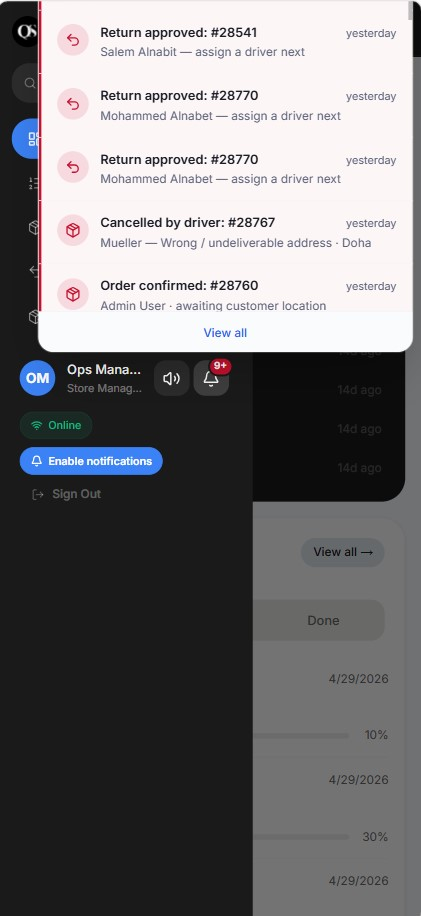 QS
Return approved: #28541
yesterday
Salem Alnabit — assign a driver next
Return approved: #28770
yesterday
Mohammed Alnabet — assign a driver next
Return approved: #28770
yesterday
Mohammed Alnabet — assign a driver next
Cancelled by driver: #28767
yesterday
Mueller — Wrong / undeliverable address · Doha
Order confirmed: #28760
yesterday
Admin User · awaiting customer location
View all
OM
Ops Mana...
Store Manag...
9+
14d ago
14d ago
14d ago
14d ago
Online
Enable notifications
Sign Out
View all →
Done
4/29/2026
10%
4/29/2026
30%
4/29/2026